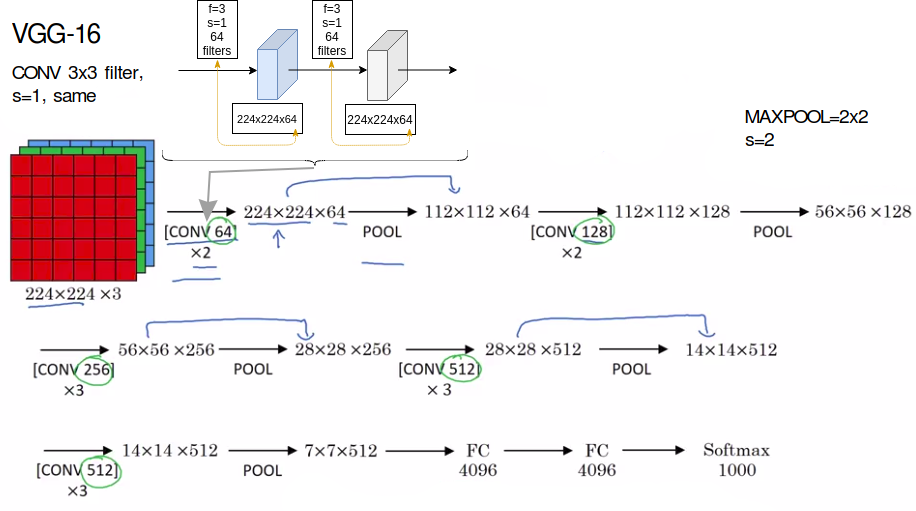 VGG-16
CONV 3x3 filter,
s=1, same
f=3
s=1
64
filters
224x224x64
f=3
s=1
64
filters
224x224x64
MAXPOOL=2x2
s=2
224×224 ×3
[CONV 64]
×2
224×224×64
POOL
112×112 ×64
[CONV 128]
×2
112×112 ×128
POOL
56×56 ×128
[CONV 256]
×3
56×56 ×256
POOL
28×28 ×256
[CONV 512]
× 3
28×28 ×512
POOL
14×14×512
[CONV 512]
×3
14×14 ×512
POOL
7×7×512
FC
4096
FC
4096
Softmax
1000